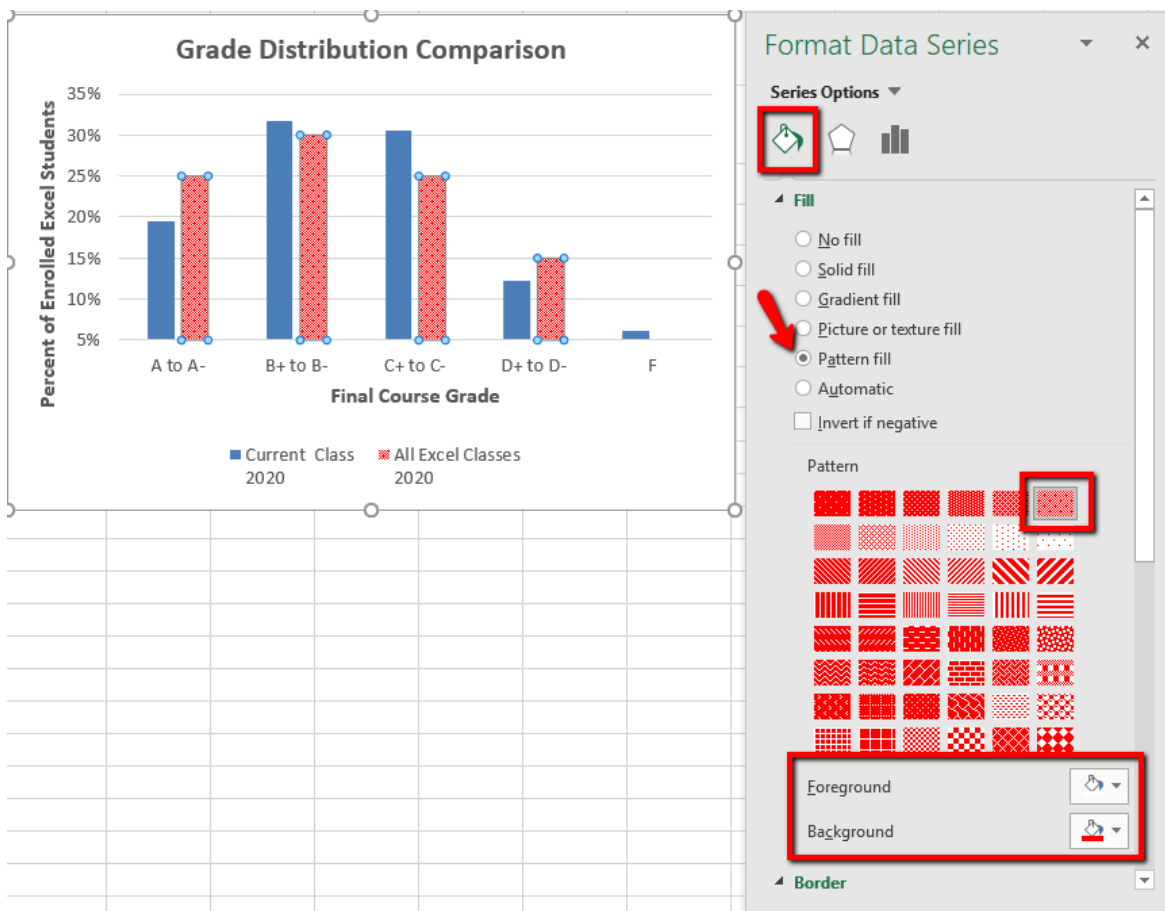 Grade Distribution Comparison
Percent of Enrolled Excel Students
35%
30%
25%
20%
15%
10%
5%
A to A-
B+ to B-
C+ to C-
D+ to D-
F
Final Course Grade
Current Class
2020
All Excel Classes
2020
Format Data Series
Series Options
Fill
No fill
Solid fill
Gradient fill
Picture or texture fill
Pattern fill
Automatic
Invert if negative
Pattern
Foreground
Background
Border